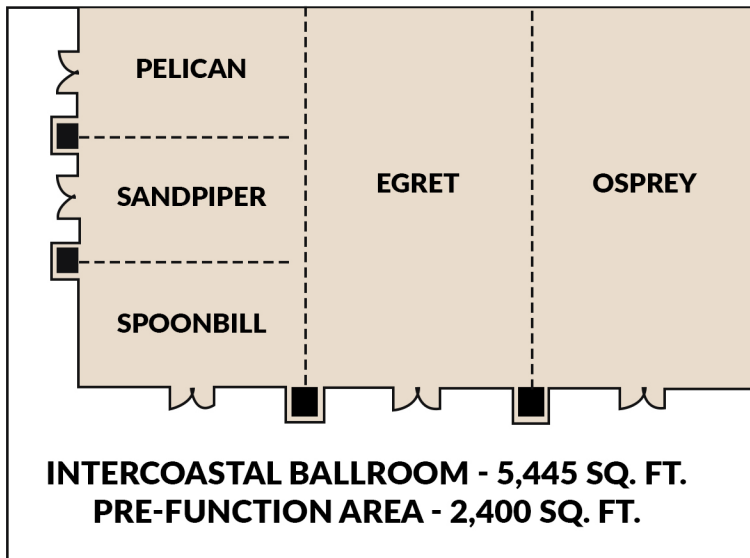 PELICAN
SANDPIPER
SPOONBILL
EGRET
OSPREY
INTERCOASTAL BALLROOM - 5,445 SQ. FT.
PRE-FUNCTION AREA - 2,400 SQ. FT.